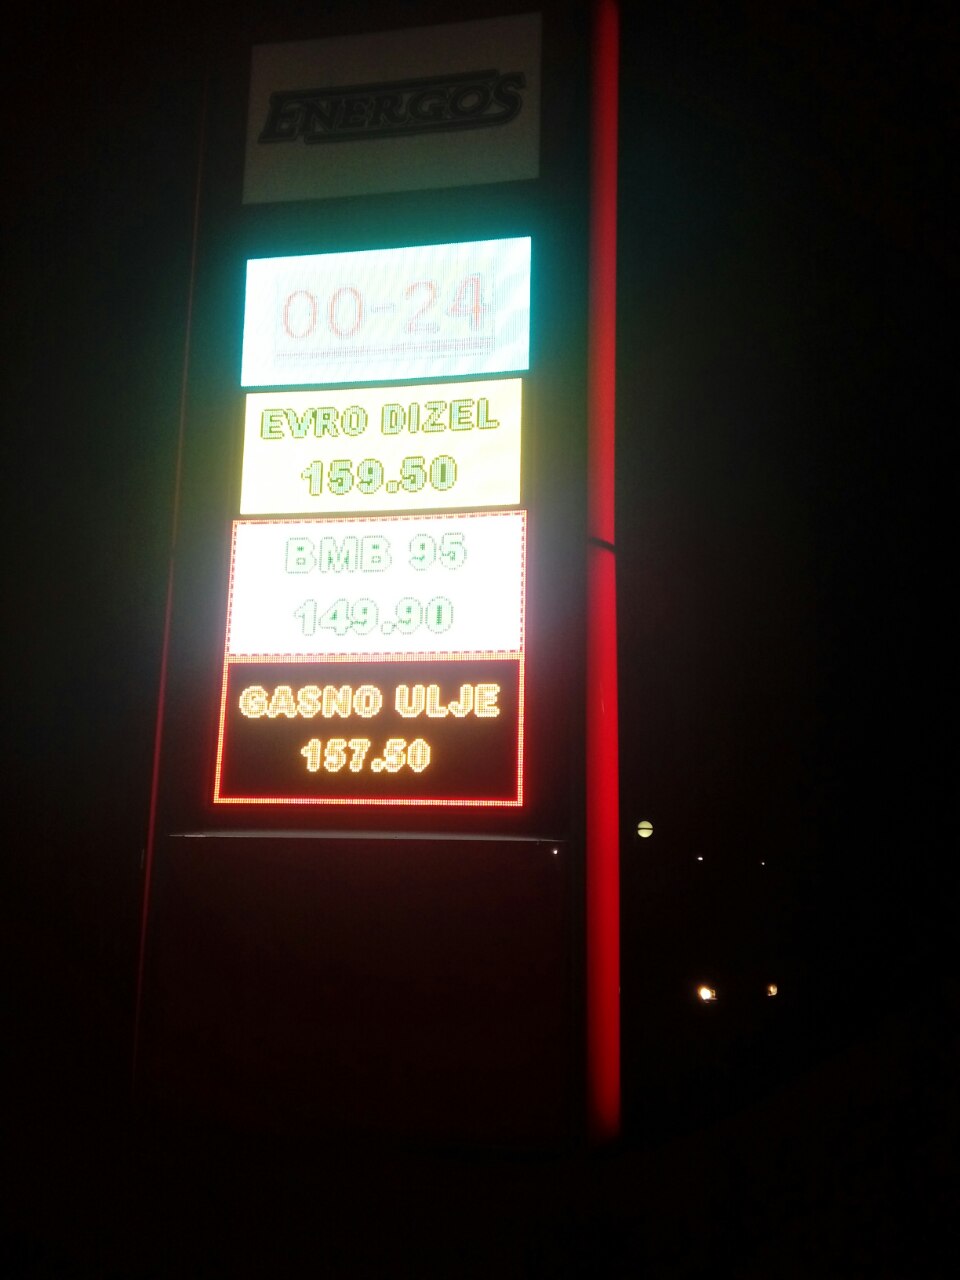 ENERGOS
00-24
EVRO DIZEL
159.50
BMB 95
149.90
GASNO ULJE
157.50